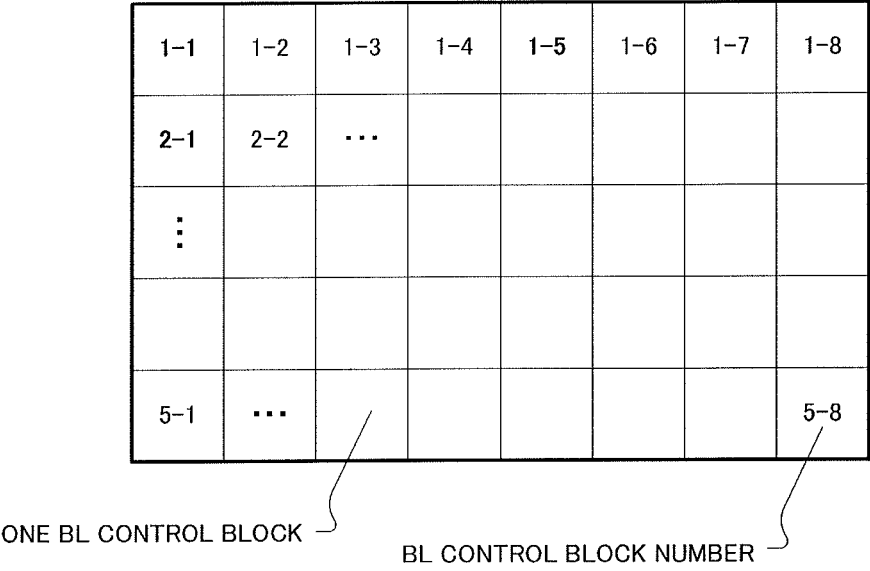 1-1 1-2 1-3 1-4 1-5 1-6 1-7 1-8
2-1 2-2 ...
⋮
5-1 ... 5-8
ONE BL CONTROL BLOCK
BL CONTROL BLOCK NUMBER